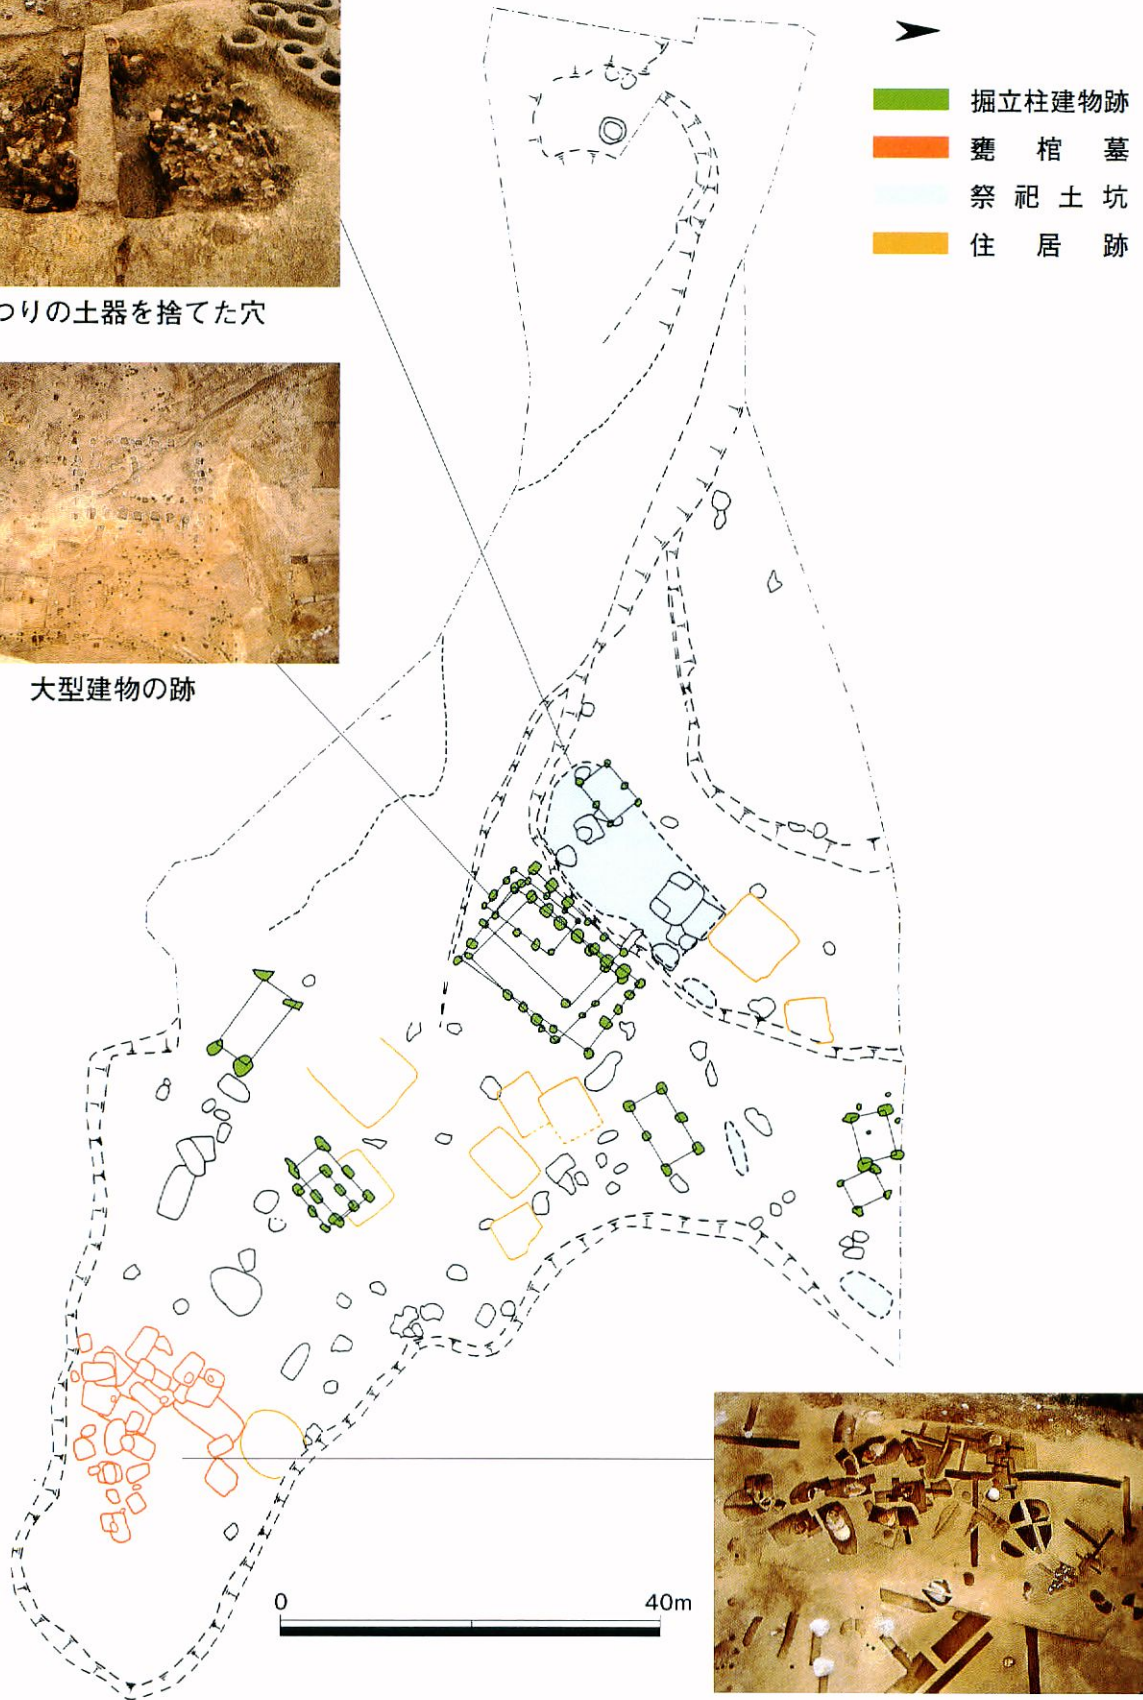 掘立柱建物跡
甕棺墓
祭祀土坑
住居跡
つりの土器を捨てた穴
大型建物の跡
0 40m